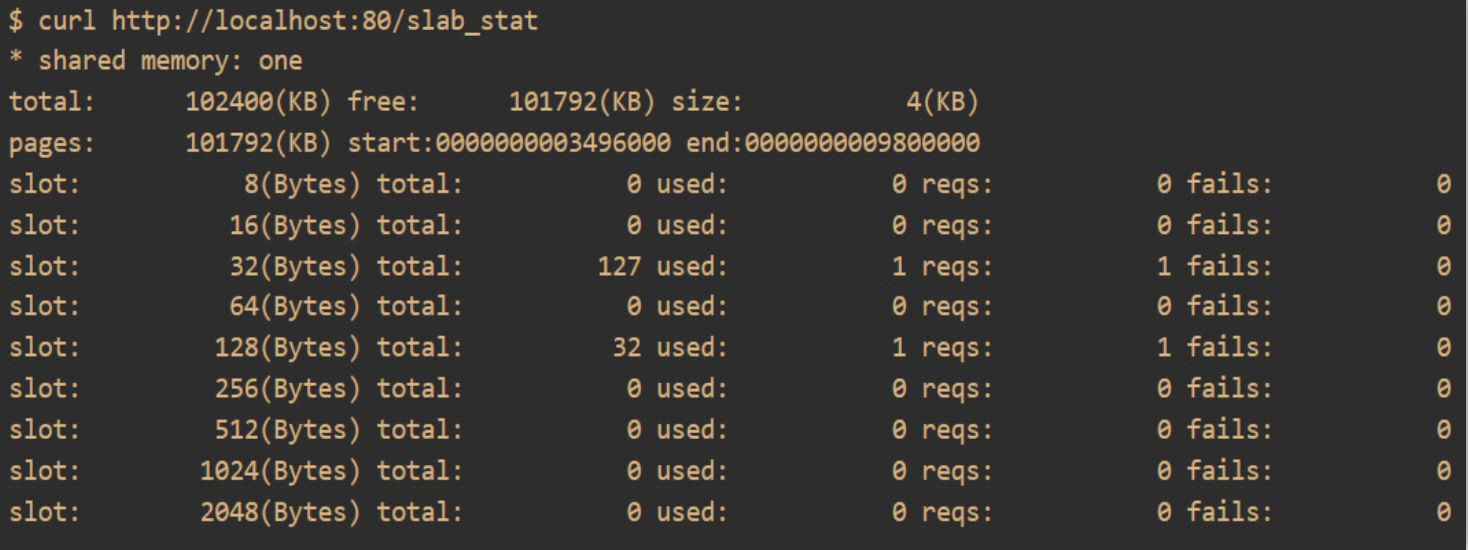 $ curl http://localhost:80/slab_stat
* shared memory: one
total: 102400(KB) free: 101792(KB) size: 4(KB)
pages: 101792(KB) start:0000000003496000 end:0000000009800000
slot: 8(Bytes) total: 0 used: 0 reqs: 0 fails: 0
slot: 16(Bytes) total: 0 used: 0 reqs: 0 fails: 0
slot: 32(Bytes) total: 127 used: 1 reqs: 1 fails: 0
slot: 64(Bytes) total: 0 used: 0 reqs: 0 fails: 0
slot: 128(Bytes) total: 32 used: 1 reqs: 1 fails: 0
slot: 256(Bytes) total: 0 used: 0 reqs: 0 fails: 0
slot: 512(Bytes) total: 0 used: 0 reqs: 0 fails: 0
slot: 1024(Bytes) total: 0 used: 0 reqs: 0 fails: 0
slot: 2048(Bytes) total: 0 used: 0 reqs: 0 fails: 0